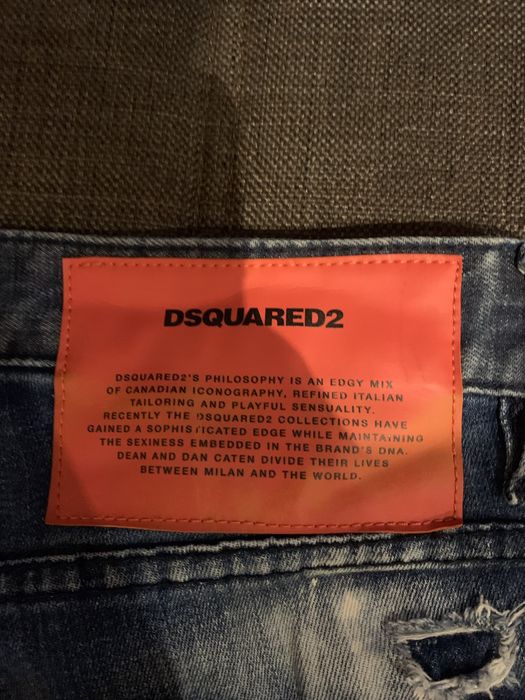 DSQUARED2
DSQUARED2'S PHILOSOPHY IS AN EDGY MIX
OF CANADIAN ICONOGRAPHY, REFINED ITALIAN
TAILORING AND PLAYFUL SENSUALITY.
RECENTLY THE DSQUARED2 COLLECTIONS HAVE
GAINED A SOPHISTICATED EDGE WHILE MAINTAINING
THE SEXINESS EMBEDDED IN THE BRAND'S DNA.
DEAN AND DAN CATEN DIVIDE THEIR LIVES
BETWEEN MILAN AND THE WORLD.